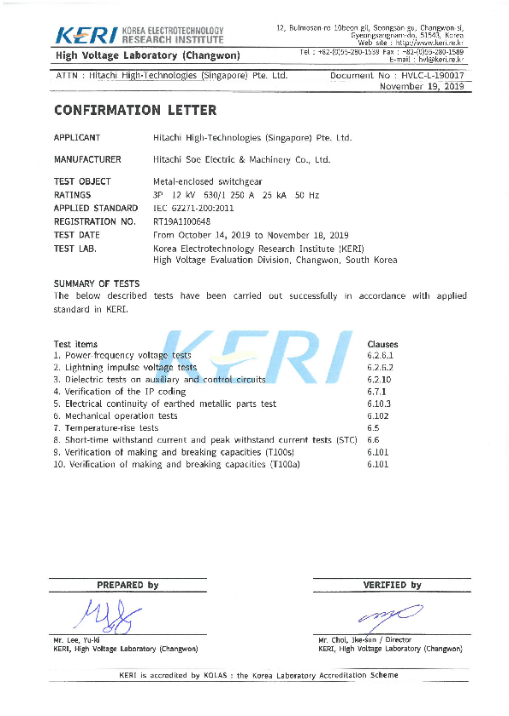 KERI KOREA ELECTROTECHNOLOGY
RESEARCH INSTITUTE
12, Bulmosan-ro 10beon-gil, Seongsan-gu, Changwon-si,
Gyeongsangnam-do, 51543, Korea
Web site : http://www.keri.re.kr
High Voltage Laboratory (Changwon)
Tel : +82-(0)55-280-1539 Fax : +82-(0)55-280-1589
E-mail : hvl@keri.re.kr
ATTN : Hitachi High-Technologies (Singapore) Pte. Ltd.
Document No : HVLC-L-190017
November 19, 2019
CONFIRMATION LETTER
APPLICANT Hitachi High-Technologies (Singapore) Pte. Ltd.
MANUFACTURER Hitachi Soe Electric & Machinery Co., Ltd.
TEST OBJECT Metal-enclosed switchgear
RATINGS 3P 12 kV 630/1 250 A 25 kA 50 Hz
APPLIED STANDARD IEC 62271-200:2011
REGISTRATION NO. RT19A1I00648
TEST DATE From October 14, 2019 to November 18, 2019
TEST LAB. Korea Electrotechnology Research Institute (KERI)
High Voltage Evaluation Division, Changwon, South Korea
SUMMARY OF TESTS
The below described tests have been carried out successfully in accordance with applied
standard in KERI.
KERI
Test items Clauses
1. Power-frequency voltage tests 6.2.6.1
2. Lightning impulse voltage tests 6.2.6.2
3. Dielectric tests on auxiliary and control circuits 6.2.10
4. Verification of the IP coding 6.7.1
5. Electrical continuity of earthed metallic parts test 6.10.3
6. Mechanical operation tests 6.102
7. Temperature-rise tests 6.5
8. Short-time withstand current and peak withstand current tests (STC) 6.6
9. Verification of making and breaking capacities (T100s) 6.101
10. Verification of making and breaking capacities (T100a) 6.101
PREPARED by VERIFIED by
Mr. Lee, Yu-ki
KERI, High Voltage Laboratory (Changwon)
Mr. Choi, Ike-sun / Director
KERI, High Voltage Laboratory (Changwon)
KERI is accredited by KOLAS : the Korea Laboratory Accreditation Scheme